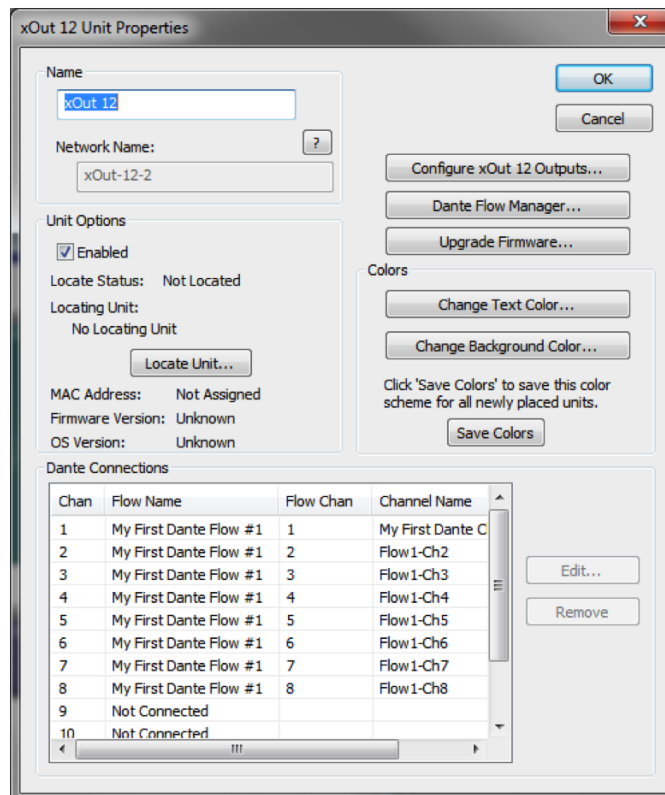 xOut 12 Unit Properties
Name
xOut 12
Network Name:
?
xOut-12-2
OK
Cancel
Configure xOut 12 Outputs...
Dante Flow Manager...
Upgrade Firmware...
Unit Options
Enabled
Locate Status: Not Located
Locating Unit:
No Locating Unit
Locate Unit...
MAC Address: Not Assigned
Firmware Version: Unknown
OS Version: Unknown
Colors
Change Text Color...
Change Background Color...
Click 'Save Colors' to save this color
scheme for all newly placed units.
Save Colors
Dante Connections
Chan Flow Name Flow Chan Channel Name
1 My First Dante Flow #1 1 My First Dante C
2 My First Dante Flow #1 2 Flow1-Ch2
3 My First Dante Flow #1 3 Flow1-Ch3
4 My First Dante Flow #1 4 Flow1-Ch4
5 My First Dante Flow #1 5 Flow1-Ch5
6 My First Dante Flow #1 6 Flow1-Ch6
7 My First Dante Flow #1 7 Flow1-Ch7
8 My First Dante Flow #1 8 Flow1-Ch8
9 Not Connected
10 Not Connected
Edit...
Remove